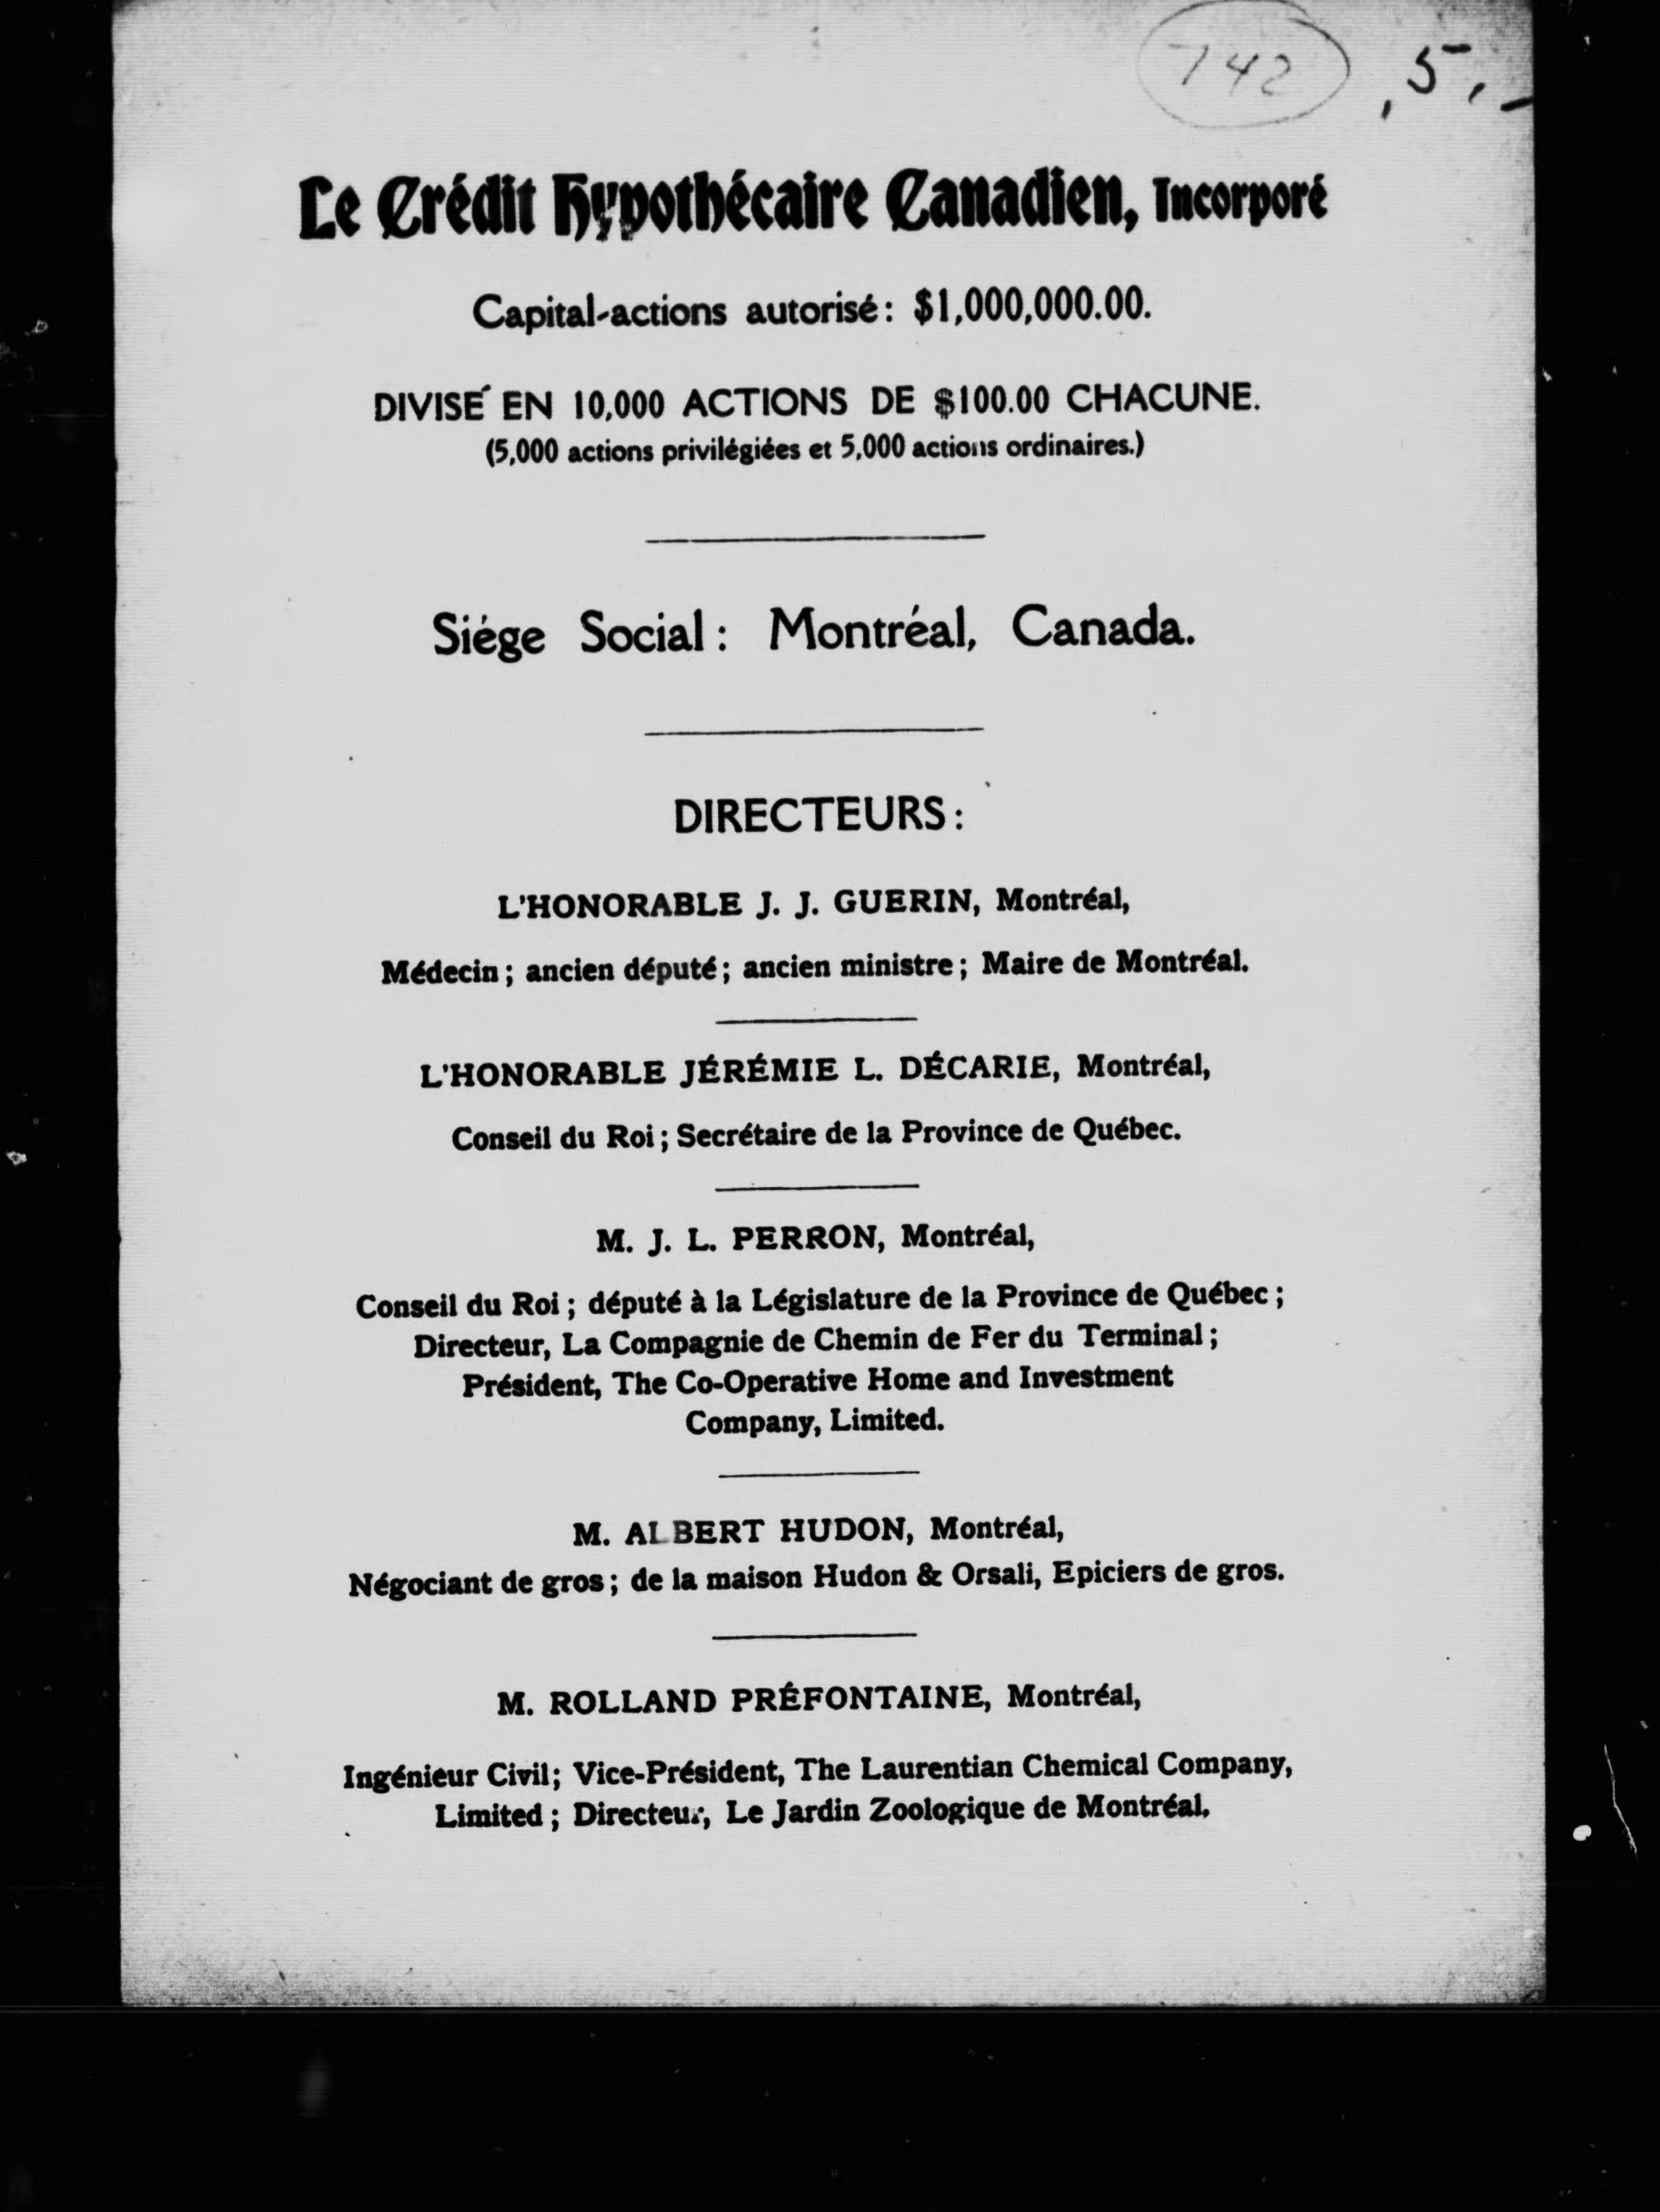 742 ,5,-
Le Crédit Hypothécaire Canadien, Incorporé
Capital-actions autorisé: $1,000,000.00.
DIVISÉ EN 10,000 ACTIONS DE $100.00 CHACUNE.
(5,000 actions privilégiées et 5,000 actions ordinaires.)
Siége Social: Montréal, Canada.
DIRECTEURS:
L'HONORABLE J. J. GUERIN, Montréal,
Médecin; ancien député; ancien ministre; Maire de Montréal.
L'HONORABLE JÉRÉMIE L. DÉCARIE, Montréal,
Conseil du Roi; Secrétaire de la Province de Québec.
M. J. L. PERRON, Montréal,
Conseil du Roi; député à la Législature de la Province de Québec;
Directeur, La Compagnie de Chemin de Fer du Terminal;
Président, The Co-Operative Home and Investment
Company, Limited.
M. ALBERT HUDON, Montréal,
Négociant de gros; de la maison Hudon & Orsali, Epiciers de gros.
M. ROLLAND PRÉFONTAINE, Montréal,
Ingénieur Civil; Vice-Président, The Laurentian Chemical Company,
Limited; Directeur, Le Jardin Zoologique de Montréal.